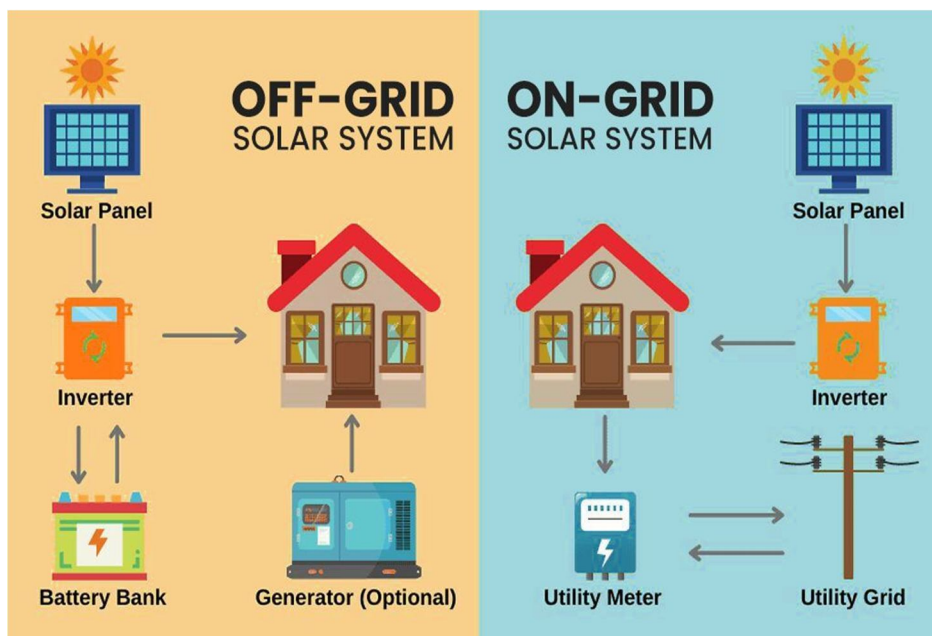 OFF-GRID
SOLAR SYSTEM
Solar Panel
Inverter
Battery Bank
Generator (Optional)
ON-GRID
SOLAR SYSTEM
Solar Panel
Inverter
Utility Meter
Utility Grid